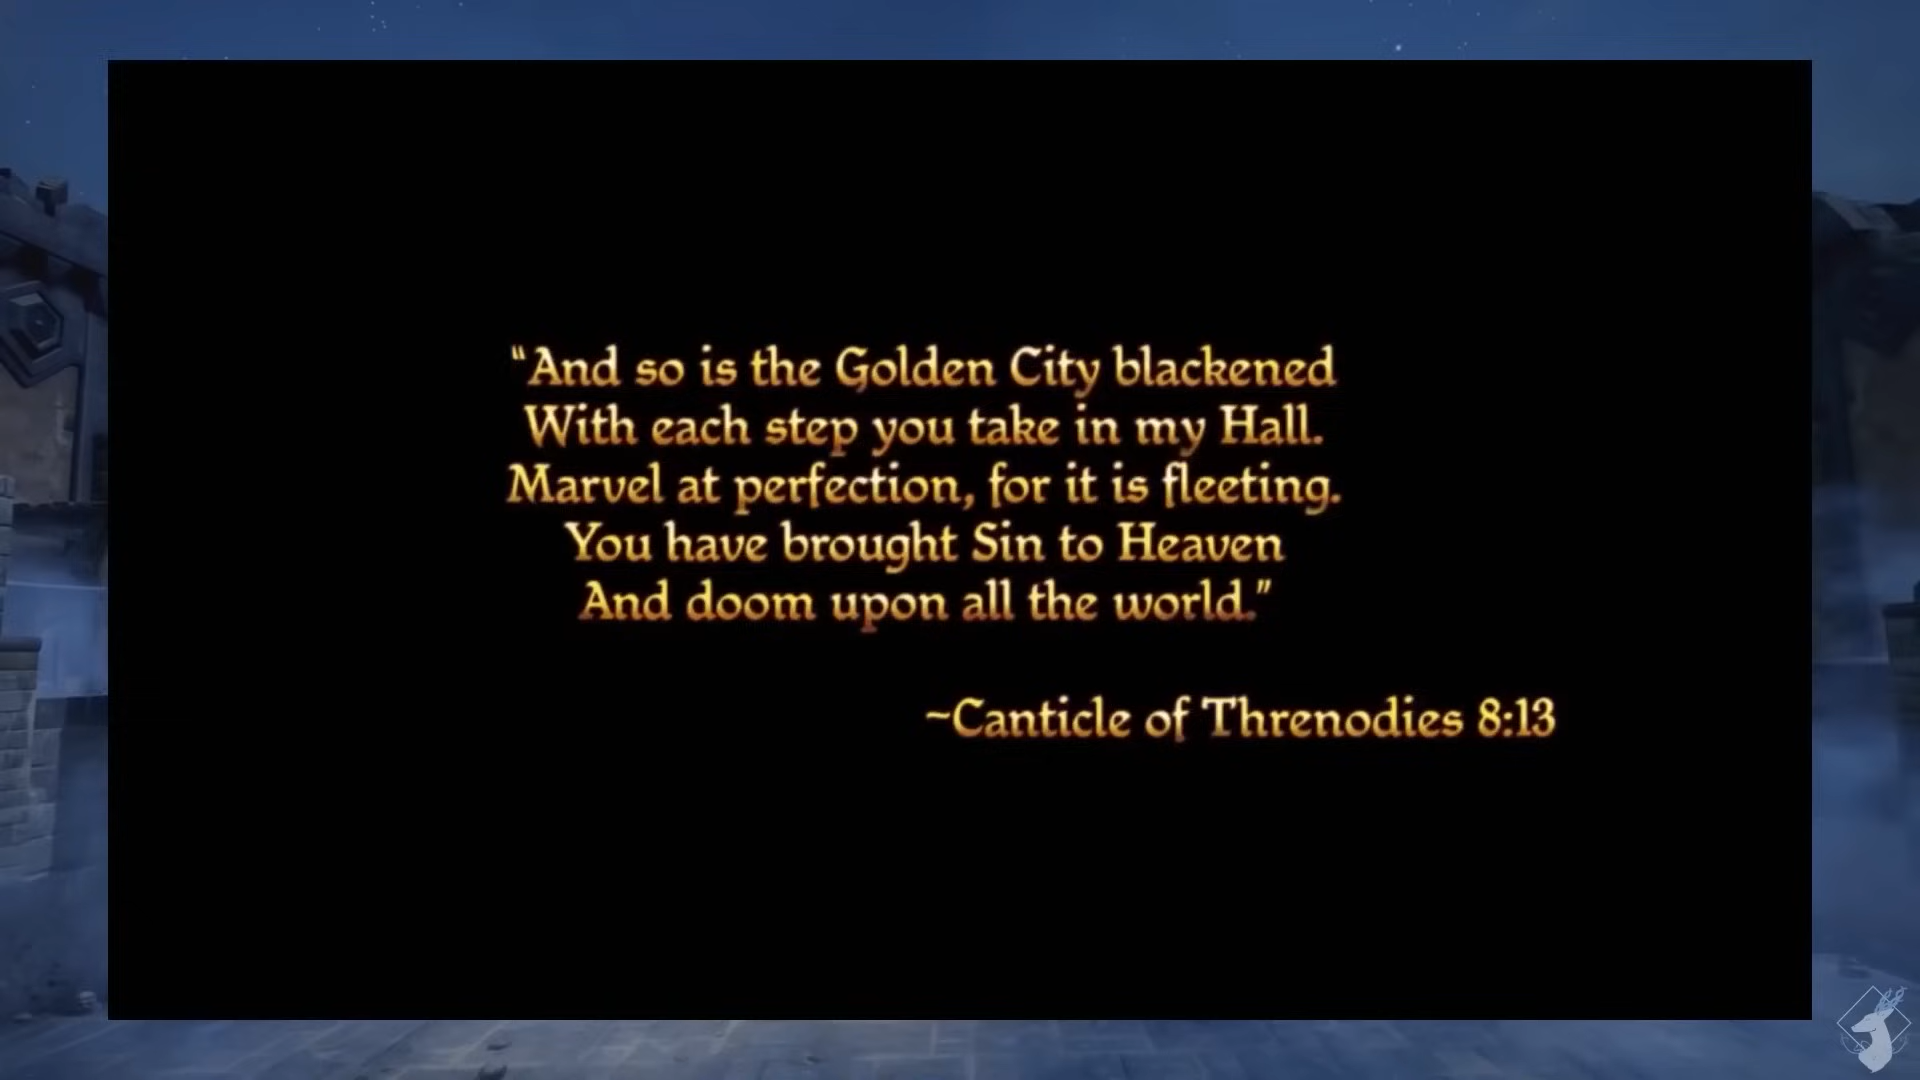 “And so is the Golden City blackened
With each step you take in my Hall.
Marvel at perfection, for it is fleeting.
You have brought Sin to Heaven
And doom upon all the world.”
~Canticle of Threnodies 8:13